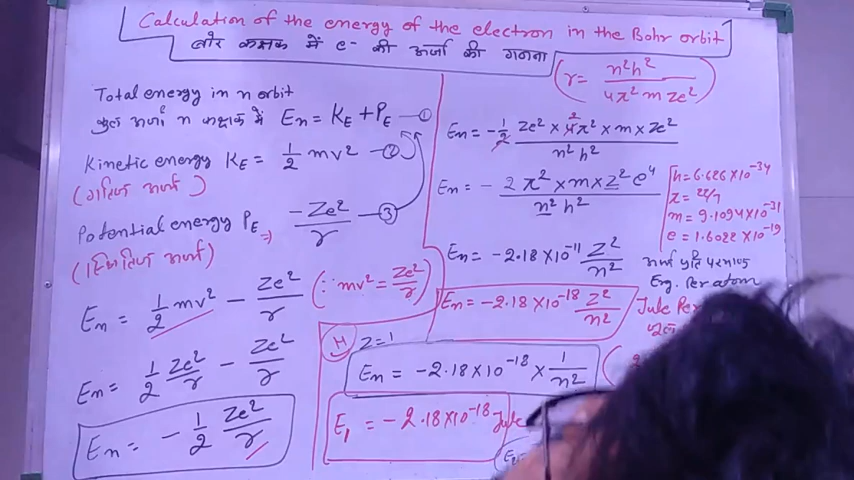 Calculation of the energy of the electron in the Bohr orbit
बोर कक्षक में e- की ऊर्जा की गणना
Total energy in n orbit
कुल ऊर्जा n कक्षक में En = KE + PE — ①
Kinetic energy KE = 1/2 mv² — ②
(गतिज ऊर्जा)
Potential energy PE ⇒ -Ze²/r — ③
(स्थितिज ऊर्जा)
En = 1/2 mv² - Ze²/r (∵ mv² = Ze²/r)
En = 1/2 Ze²/r - Ze²/r
En = -1/2 Ze²/r
(r = n²h² / 4π²mZe²)
En = -1/2 Ze² × 4π² × m × Ze² / n²h²
En = - 2π² × m × Z² e⁴ / n² h²
h = 6.626×10⁻³⁴
π = 22/7
m = 9.1094×10⁻³¹
e = 1.6022×10⁻¹⁹
En = -2.18×10⁻¹¹ Z²/n² ऊर्जा प्रति परमाणु
Erg. Per atom
En = -2.18×10⁻¹⁸ Z²/n² Jule Per
H Z=1
En = -2.18×10⁻¹⁸ × 1/n²
E₁ = -2.18×10⁻¹⁸ Jule